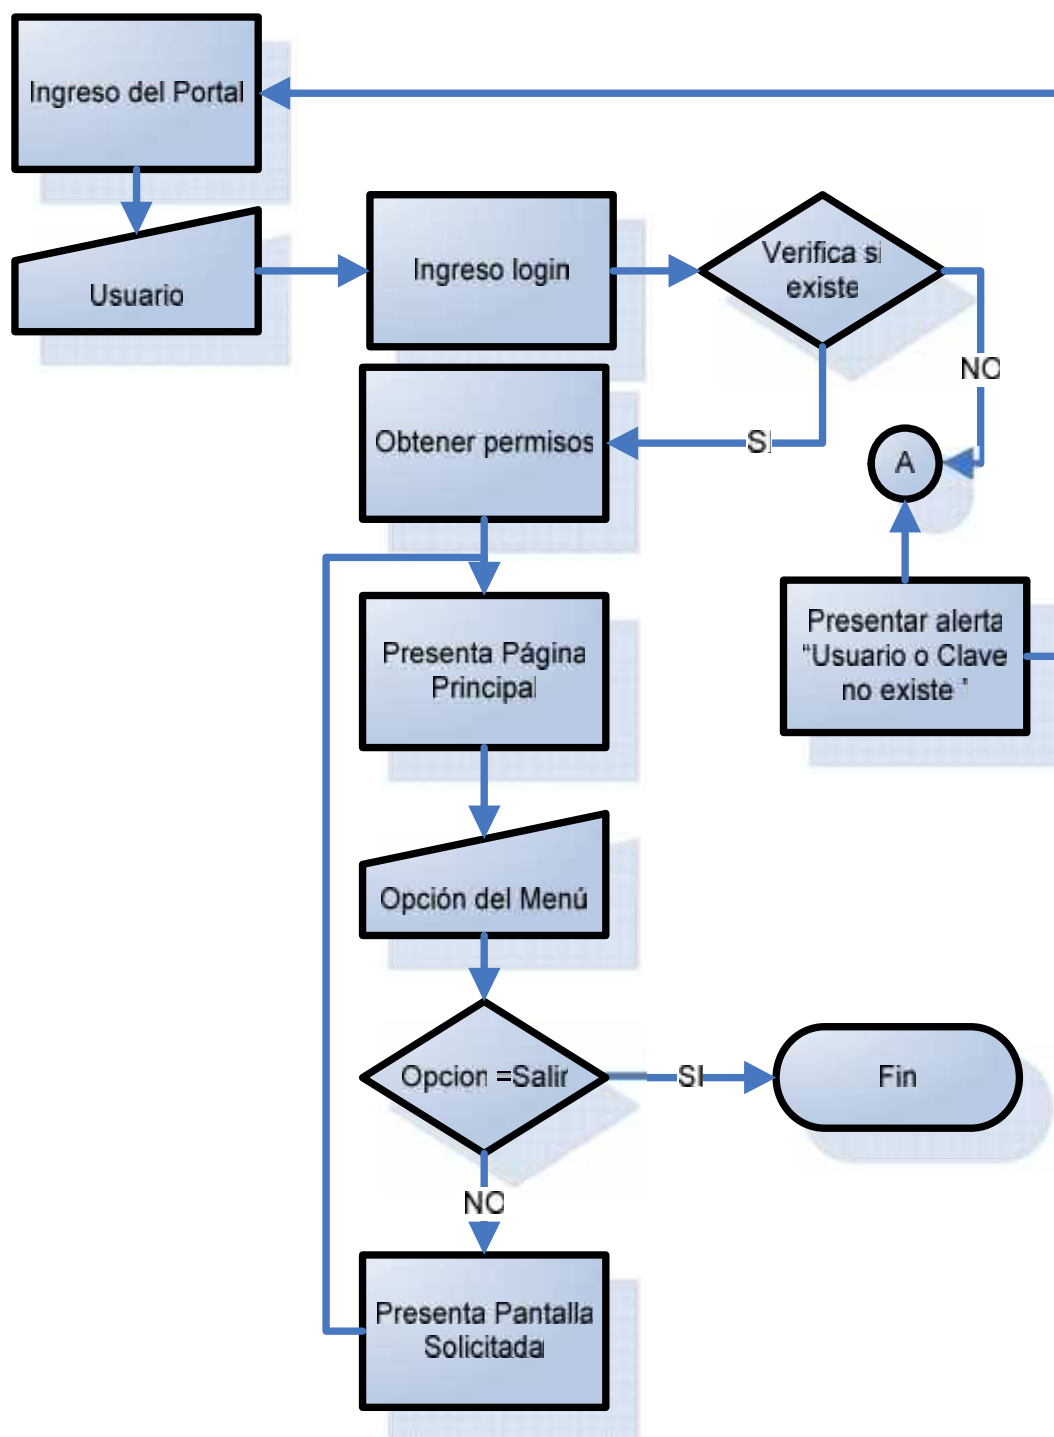 Ingreso del Portal
Usuario
Ingreso login
Verifica si
existe
NO
SI
Obtener permisos
A
Presentar alerta
“Usuario o Clave
no existe ”
Presenta Página
Principal
Opción del Menú
Opcion =Salir
SI
Fin
NO
Presenta Pantalla
Solicitada